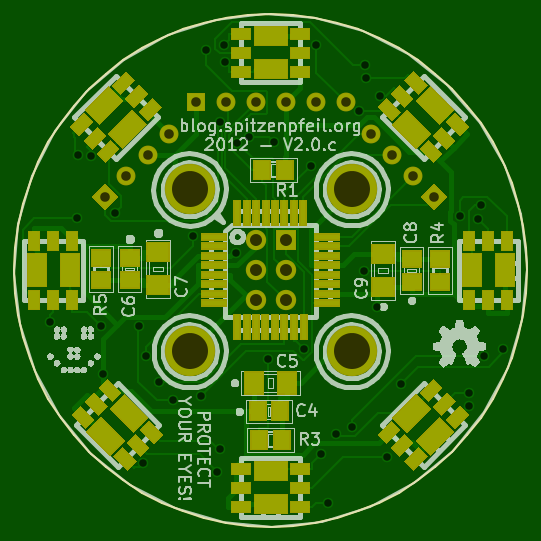 blog.spitzenpfeil.org
2012 – V2.0.c
R1
R5
C6
C7
C9
C8
R4
C5
C4
R3
PROTECT
YOUR EYES!